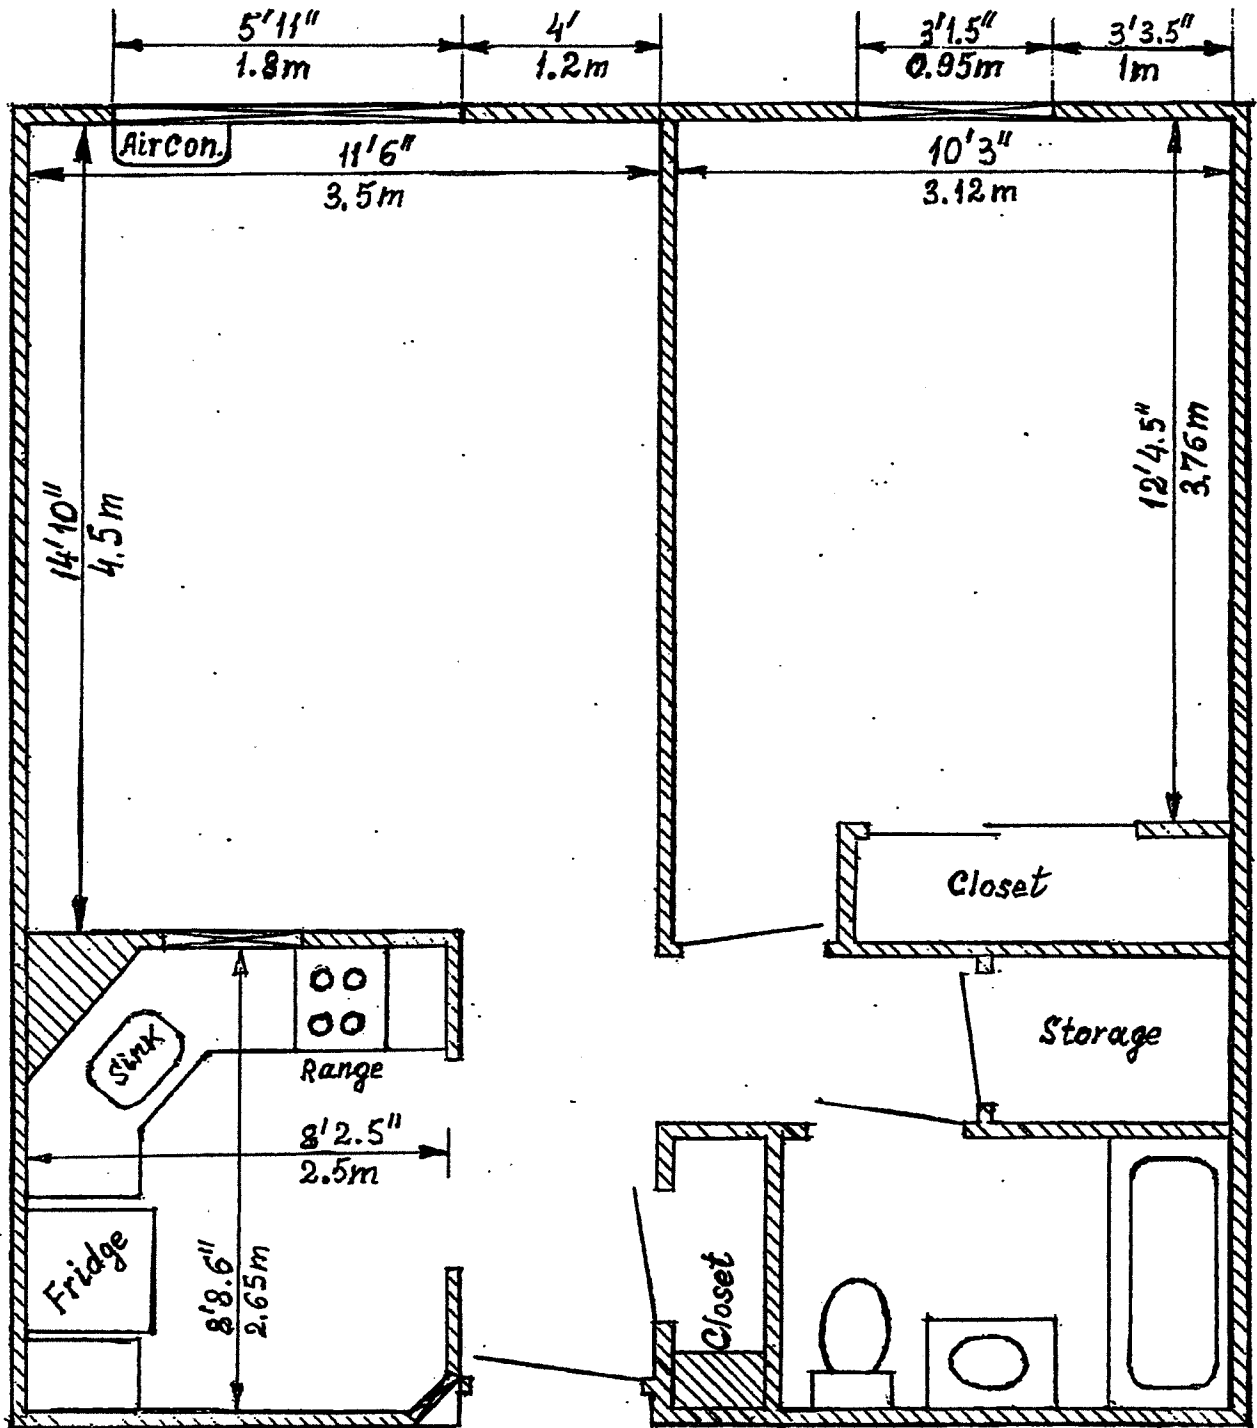 5'11"
1.8m
4'
1.2m
3'1.5"
0.95m
3'3.5"
1m
AirCon.
11'6"
3.5m
10'3"
3.12m
14'10"
4.5m
12'4.5"
3.76m
Closet
Sink
Range
Storage
8'2.5"
2.5m
Fridge
8'8.6"
2.65m
Closet